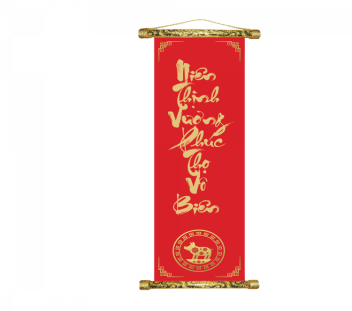 Niên
Thịnh
Vượng
Phúc
Thọ
Vô
Biên